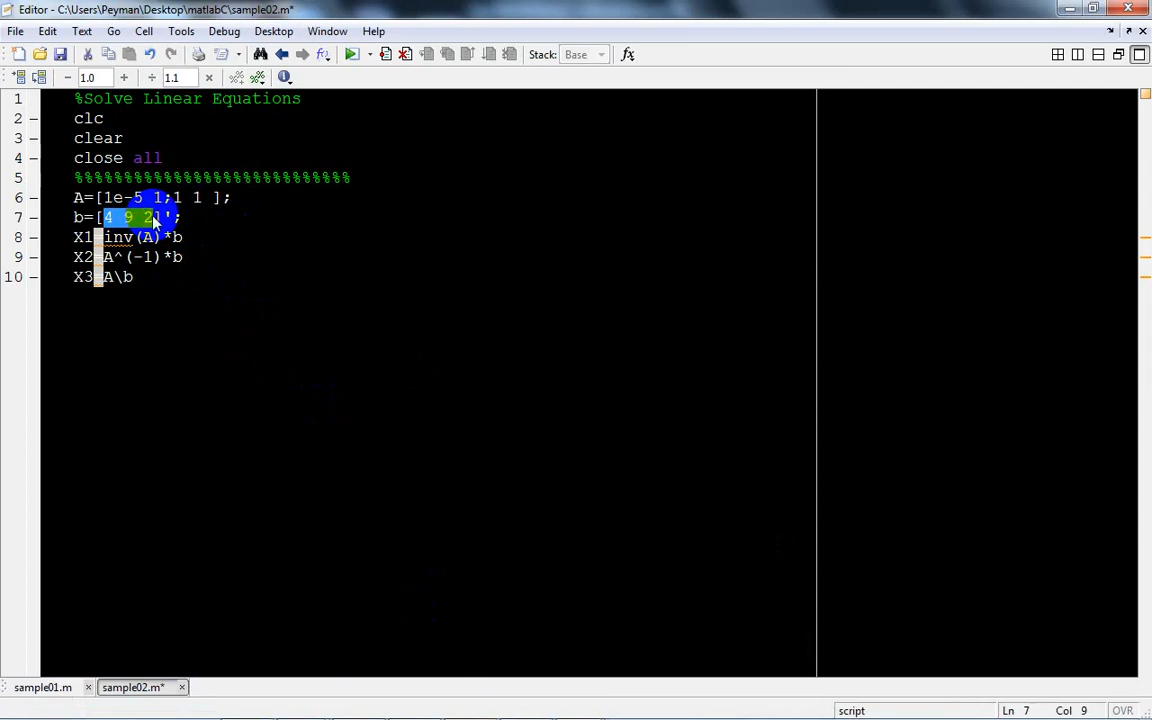 Editor - C:\Users\Peyman\Desktop\matlabC\sample02.m*
File Edit Text Go Cell Tools Debug Desktop Window Help
Stack: Base fx
− 1.0 + ÷ 1.1 ×
1 %Solve Linear Equations
2 − clc
3 − clear
4 − close all
5 %%%%%%%%%%%%%%%%%%%%%%%%%%%%
6 − A=[1e-5 1;1 1 ];
7 − b=[4 9 2]';
8 − X1=inv(A)*b
9 − X2=A^(-1)*b
10 − X3=A\b
sample01.m × sample02.m* ×
script Ln 7 Col 9 OVR